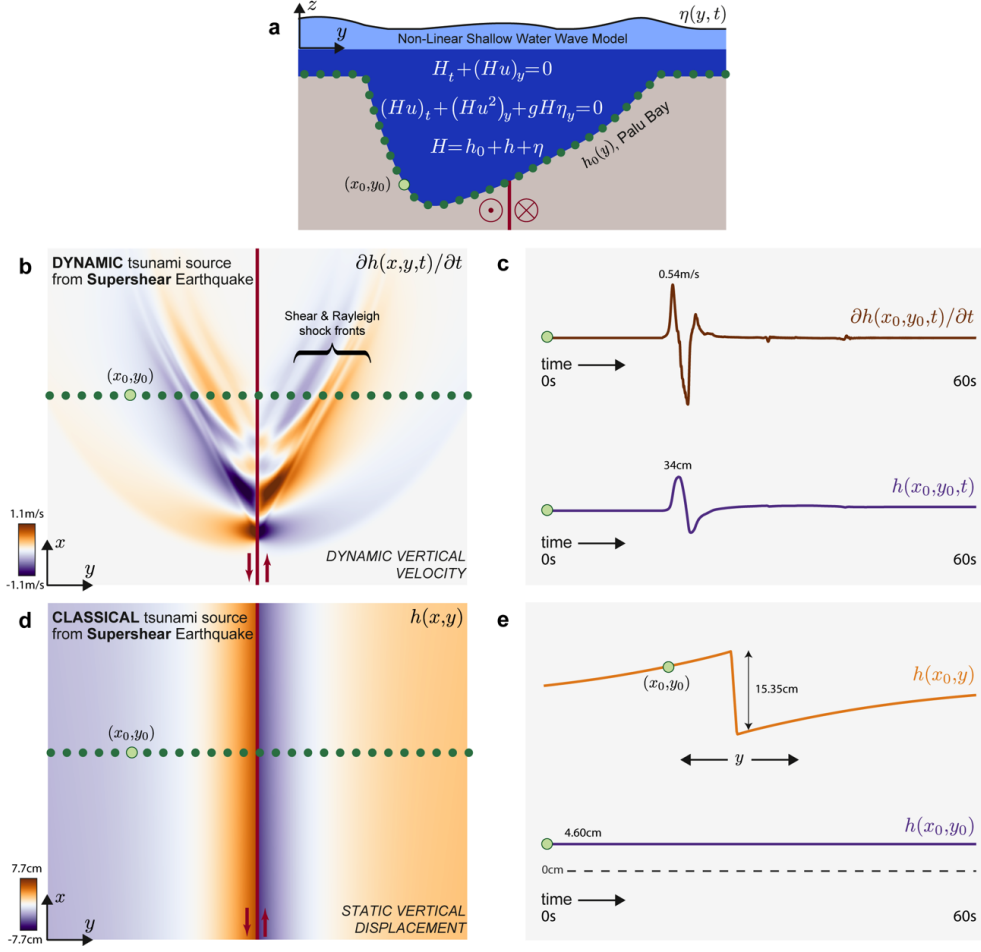 a
z
y
η(y,t)
Non-Linear Shallow Water Wave Model
H_t+(Hu)_y=0
(Hu)_t+(Hu²)_y+gHη_y=0
H=h_0+h+η
h_0(y), Palu Bay
(x_0,y_0)
b
DYNAMIC tsunami source
from Supershear Earthquake
∂h(x,y,t)/∂t
Shear & Rayleigh
shock fronts
(x_0,y_0)
1.1m/s
-1.1m/s
x
y
DYNAMIC VERTICAL
VELOCITY
c
0.54m/s
∂h(x_0,y_0,t)/∂t
time
0s
60s
34cm
h(x_0,y_0,t)
time
0s
60s
d
CLASSICAL tsunami source
from Supershear Earthquake
h(x,y)
(x_0,y_0)
7.7cm
-7.7cm
x
y
STATIC VERTICAL
DISPLACEMENT
e
h(x_0,y)
(x_0,y_0)
15.35cm
y
4.60cm
h(x_0,y_0)
0cm
time
0s
60s